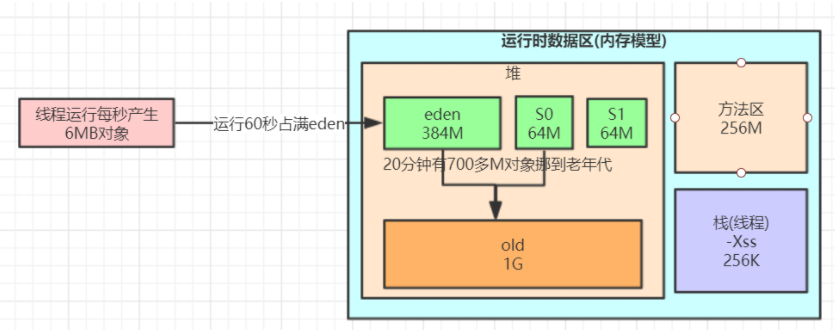 运行时数据区(内存模型)
堆
线程运行每秒产生
6MB对象
运行60秒占满eden
eden
384M
S0
64M
S1
64M
方法区
256M
20分钟有700多M对象挪到老年代
old
1G
栈(线程)
-Xss
256K